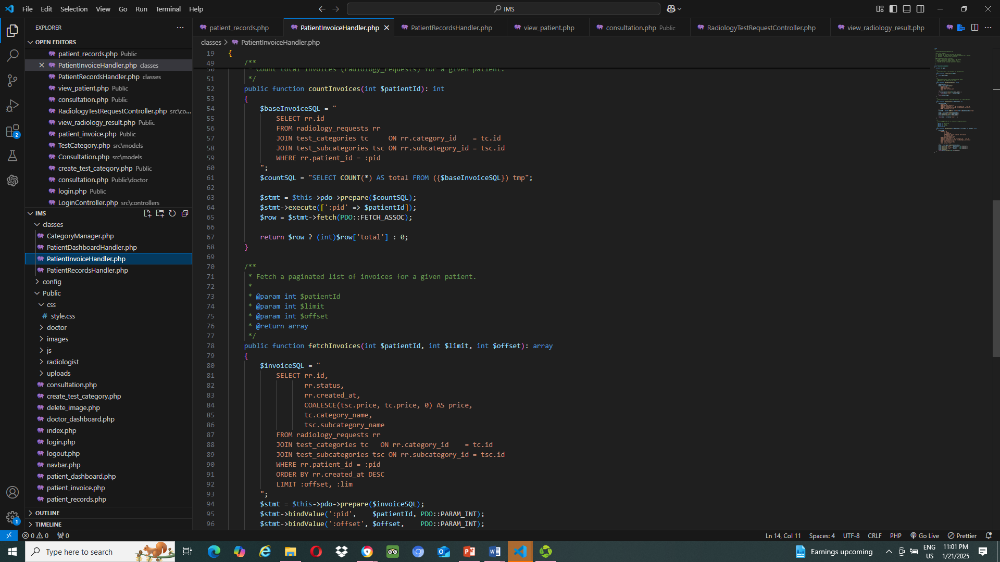 File Edit Selection View Go Run Terminal Help
IMS
EXPLORER
OPEN EDITORS
patient_records.php Public
PatientInvoiceHandler.php classes
PatientRecordsHandler.php classes
view_patient.php Public
consultation.php Public
RadiologyTestRequestController.php src\co...
view_radiology_result.php Public
patient_invoice.php Public
TestCategory.php src\models
Consultation.php src\models
create_test_category.php Public
consultation.php Public\doctor
login.php Public
LoginController.php src\controllers
IMS
classes
CategoryManager.php
PatientDashboardHandler.php
PatientInvoiceHandler.php
PatientRecordsHandler.php
config
Public
css
# style.css
doctor
images
js
radiologist
uploads
consultation.php
create_test_category.php
delete_image.php
doctor_dashboard.php
index.php
login.php
logout.php
navbar.php
patient_dashboard.php
patient_invoice.php
patient_records.php
OUTLINE
TIMELINE
2
1
patient_records.php PatientInvoiceHandler.php PatientRecordsHandler.php view_patient.php consultation.php Public RadiologyTestRequestController.php view_radiology_result.php
classes > PatientInvoiceHandler.php
19 {
49 /**
50 * Count total invoices (radiology_requests) for a given patient.
51 */
52 public function countInvoices(int $patientId): int
53 {
54 $baseInvoiceSQL = "
55 SELECT rr.id
56 FROM radiology_requests rr
57 JOIN test_categories tc ON rr.category_id = tc.id
58 JOIN test_subcategories tsc ON rr.subcategory_id = tsc.id
59 WHERE rr.patient_id = :pid
60 ";
61 $countSQL = "SELECT COUNT(*) AS total FROM ({$baseInvoiceSQL}) tmp";
62
63 $stmt = $this->pdo->prepare($countSQL);
64 $stmt->execute([':pid' => $patientId]);
65 $row = $stmt->fetch(PDO::FETCH_ASSOC);
66
67 return $row ? (int)$row['total'] : 0;
68 }
69
70 /**
71 * Fetch a paginated list of invoices for a given patient.
72 *
73 * @param int $patientId
74 * @param int $limit
75 * @param int $offset
76 * @return array
77 */
78 public function fetchInvoices(int $patientId, int $limit, int $offset): array
79 {
80 $invoiceSQL = "
81 SELECT rr.id,
82 rr.status,
83 rr.created_at,
84 COALESCE(tsc.price, tc.price, 0) AS price,
85 tc.category_name,
86 tsc.subcategory_name
87 FROM radiology_requests rr
88 JOIN test_categories tc ON rr.category_id = tc.id
89 JOIN test_subcategories tsc ON rr.subcategory_id = tsc.id
90 WHERE rr.patient_id = :pid
91 ORDER BY rr.created_at DESC
92 LIMIT :offset, :lim
93 ";
94 $stmt = $this->pdo->prepare($invoiceSQL);
95 $stmt->bindValue(':pid', $patientId, PDO::PARAM_INT);
96 $stmt->bindValue(':offset', $offset, PDO::PARAM_INT);
0 0 0 Ln 14, Col 11 Spaces: 4 UTF-8 CRLF PHP Go Live Prettier
Type here to search
Earnings upcoming
ENG
US
11:01 PM
1/21/2025